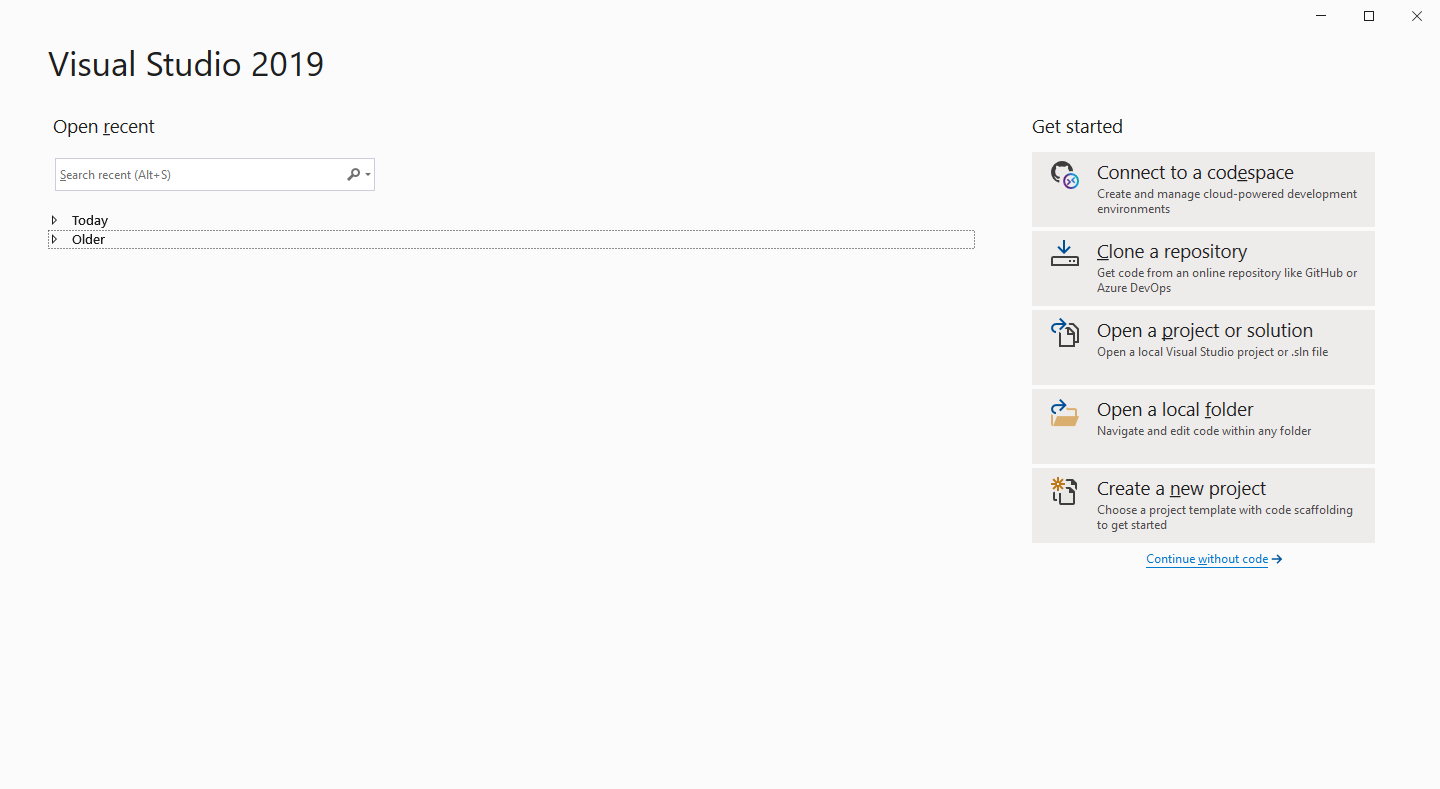 Visual Studio 2019
Open recent
Search recent (Alt+S)
Today
Older
Get started
Connect to a codespace
Create and manage cloud-powered development
environments
Clone a repository
Get code from an online repository like GitHub or
Azure DevOps
Open a project or solution
Open a local Visual Studio project or .sln file
Open a local folder
Navigate and edit code within any folder
Create a new project
Choose a project template with code scaffolding
to get started
Continue without code